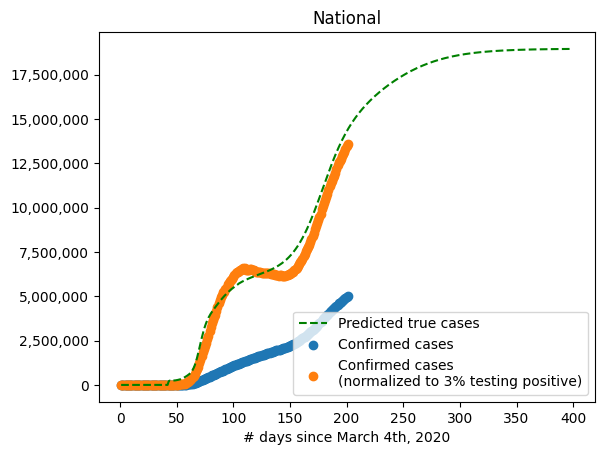 National
17,500,000
15,000,000
12,500,000
10,000,000
7,500,000
5,000,000
2,500,000
0
Predicted true cases
Confirmed cases
Confirmed cases
(normalized to 3% testing positive)
0 50 100 150 200 250 300 350 400
# days since March 4th, 2020